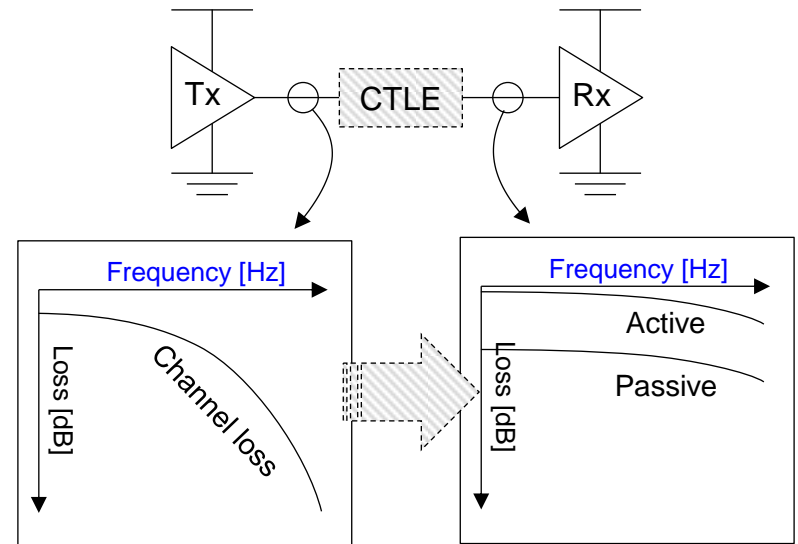 Tx
CTLE
Rx
Frequency [Hz]
Loss [dB]
Channel loss
Frequency [Hz]
Loss [dB]
Active
Passive